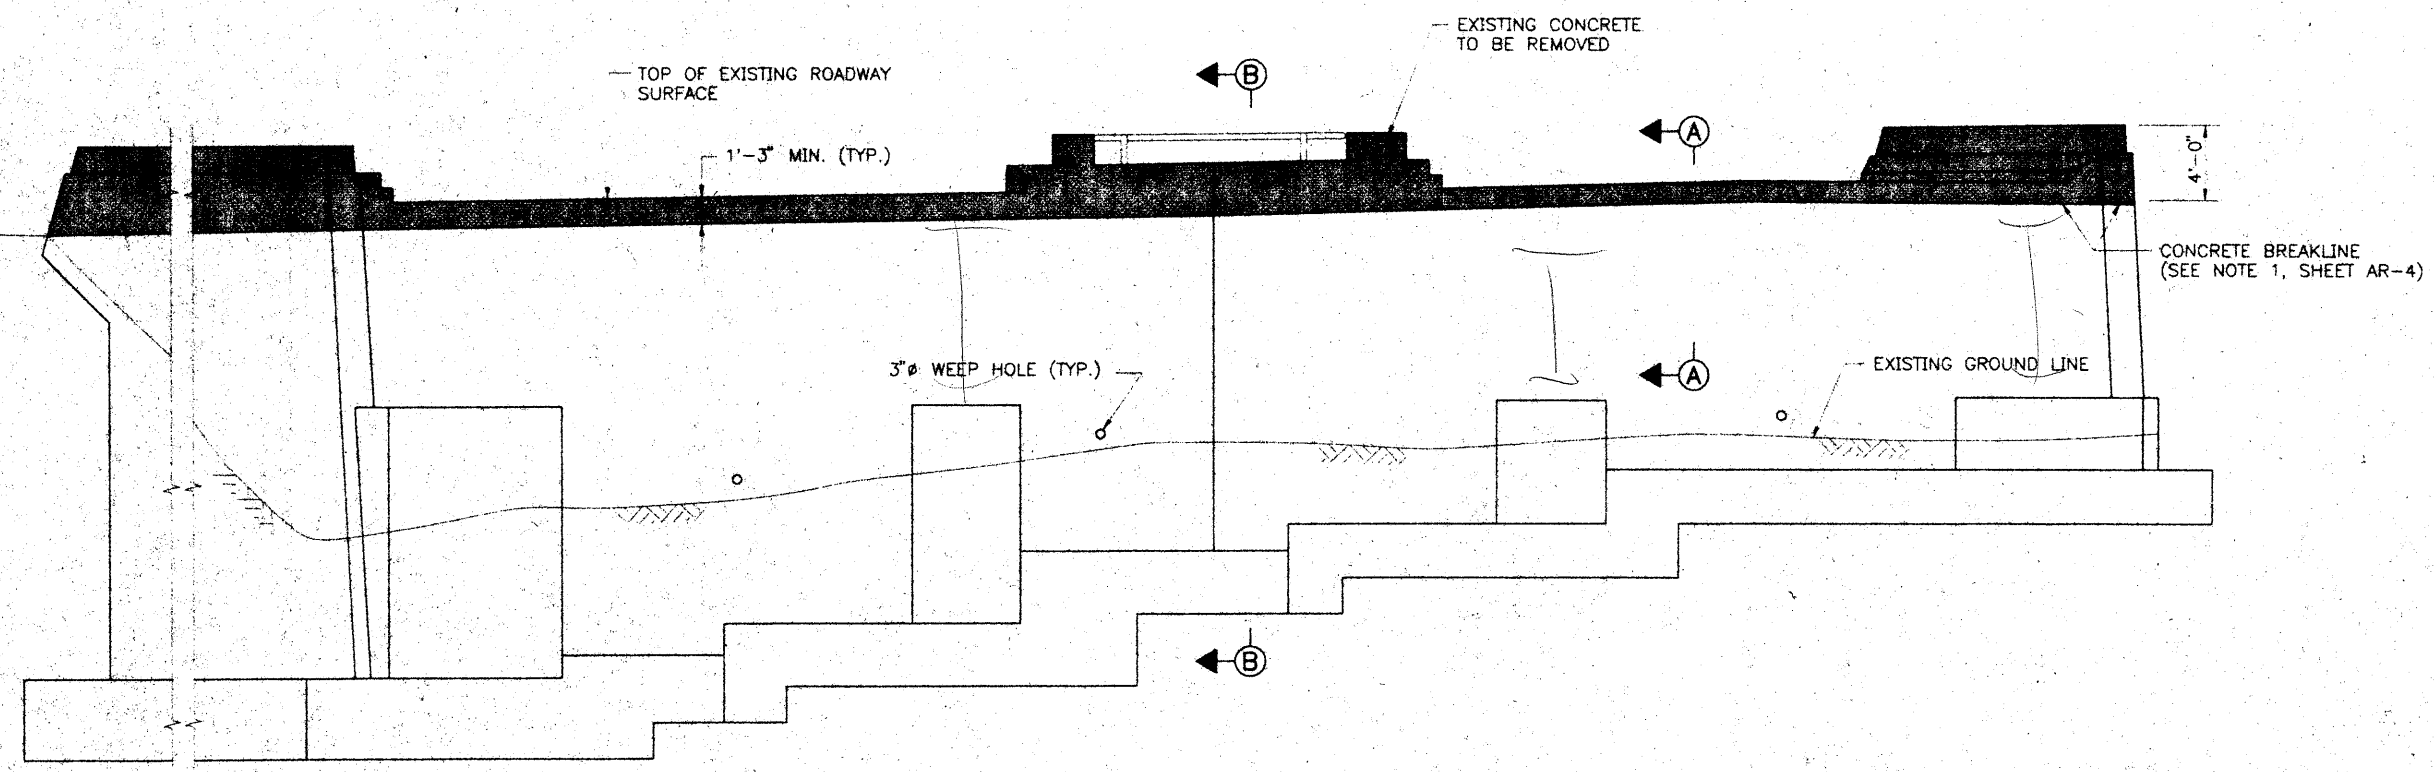 EXISTING CONCRETE
TO BE REMOVED
TOP OF EXISTING ROADWAY
SURFACE
B
A
1'-3" MIN. (TYP.)
4'-0"
CONCRETE BREAKLINE
(SEE NOTE 1, SHEET AR-4)
3"ø WEEP HOLE (TYP.)
A
EXISTING GROUND LINE
B